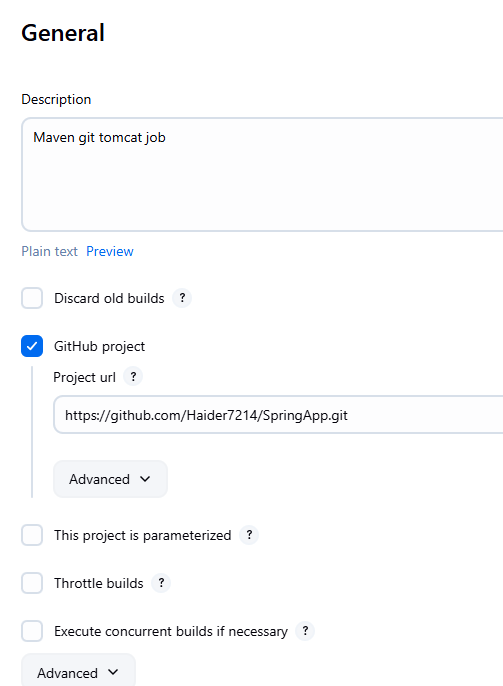 General
Description
Maven git tomcat job
Plain text Preview
Discard old builds ?
GitHub project
Project url ?
https://github.com/Haider7214/SpringApp.git
Advanced
This project is parameterized ?
Throttle builds ?
Execute concurrent builds if necessary ?
Advanced